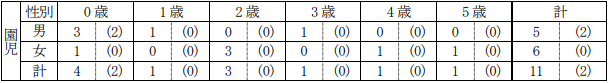 園児 性別 0歳 1歳 2歳 3歳 4歳 5歳 計
男 3 (2) 1 (0) 0 (0) 1 (0) 0 (0) 0 (0) 5 (2)
女 1 (0) 0 (0) 3 (0) 0 (0) 1 (0) 1 (0) 6 (0)
計 4 (2) 1 (0) 3 (0) 1 (0) 1 (0) 1 (0) 11 (2)